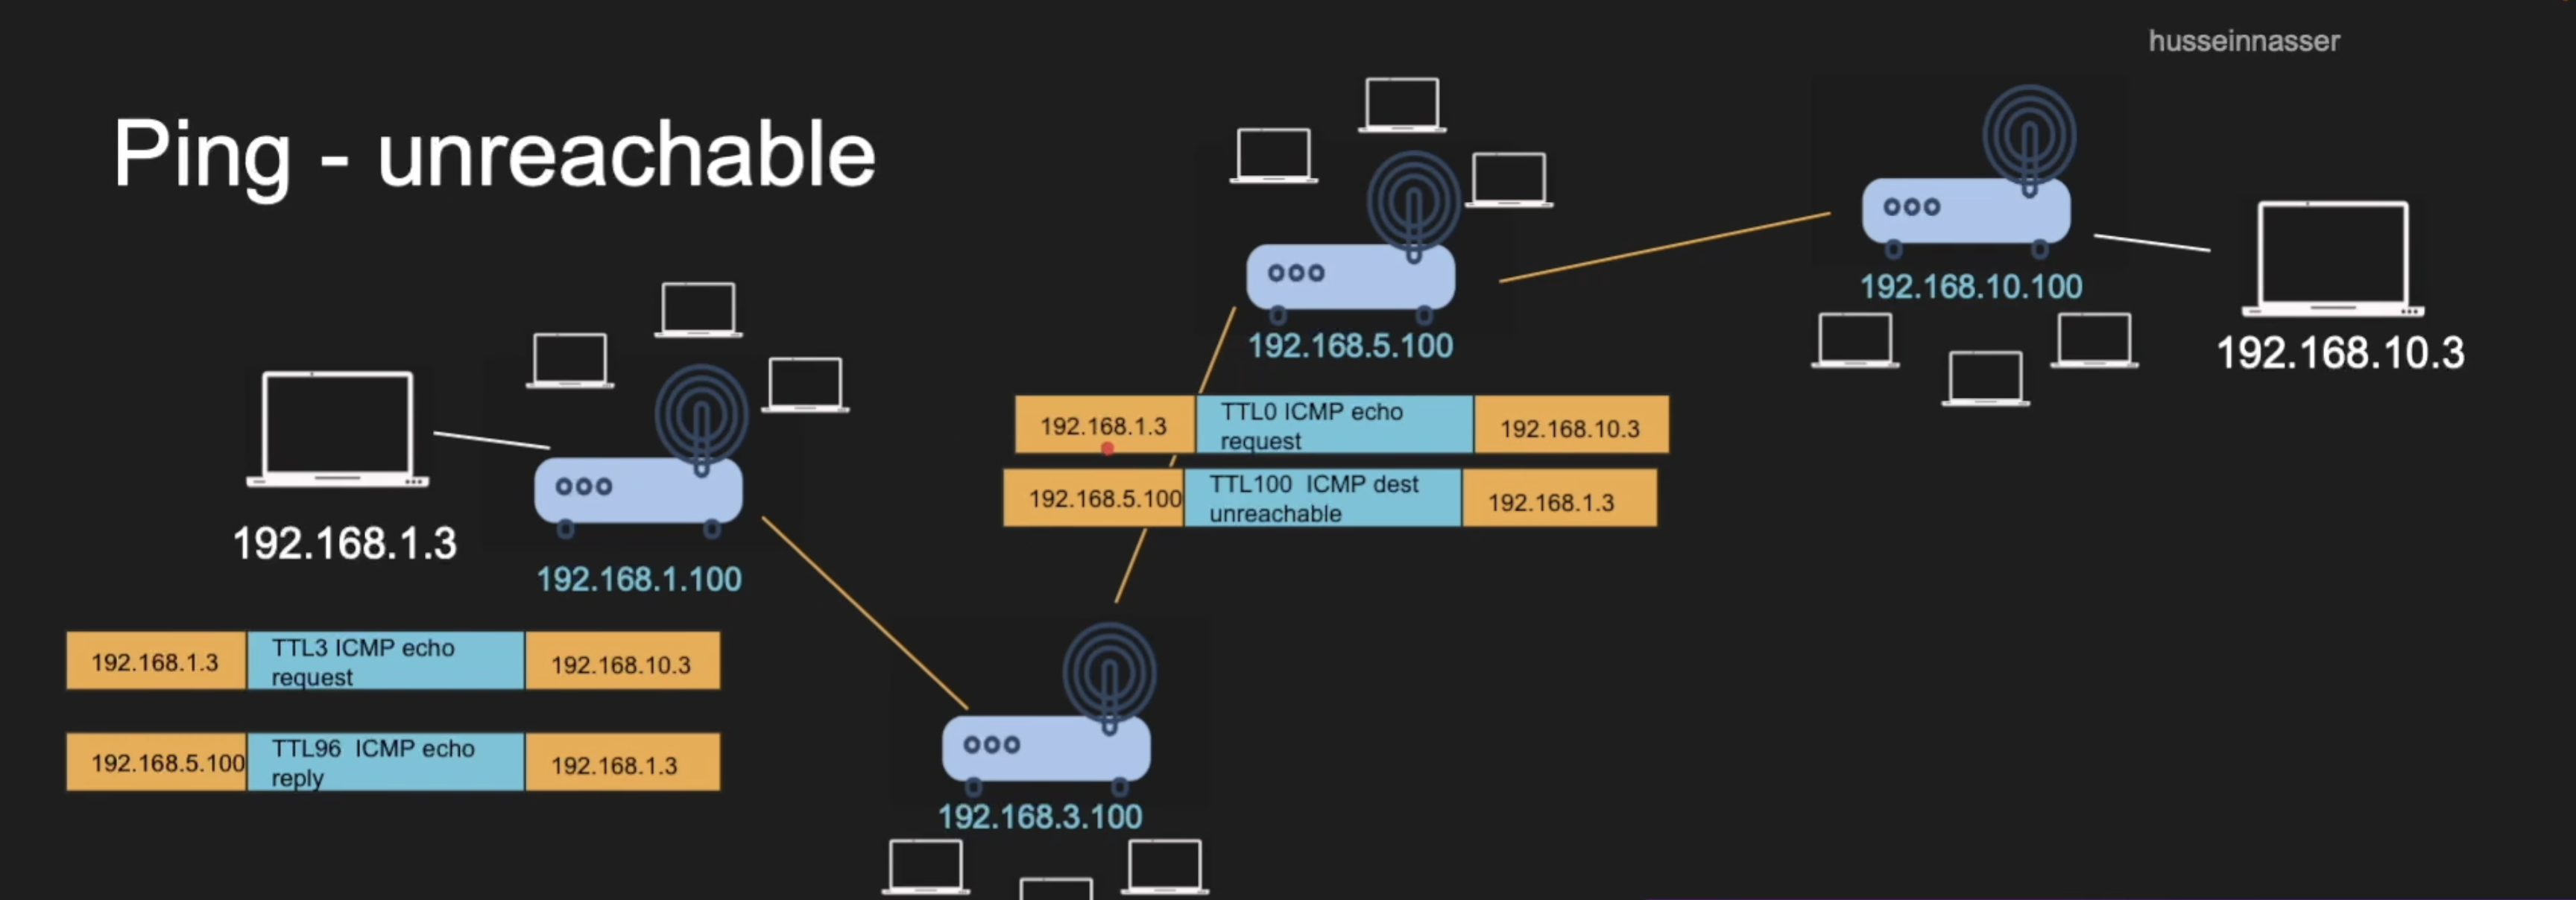 husseinnasser
Ping - unreachable
192.168.10.100
192.168.10.3
192.168.5.100
192.168.1.3 TTL0 ICMP echo request 192.168.10.3
192.168.5.100 TTL100 ICMP dest unreachable 192.168.1.3
192.168.1.3
192.168.1.100
192.168.1.3 TTL3 ICMP echo request 192.168.10.3
192.168.5.100 TTL96 ICMP echo reply 192.168.1.3
192.168.3.100